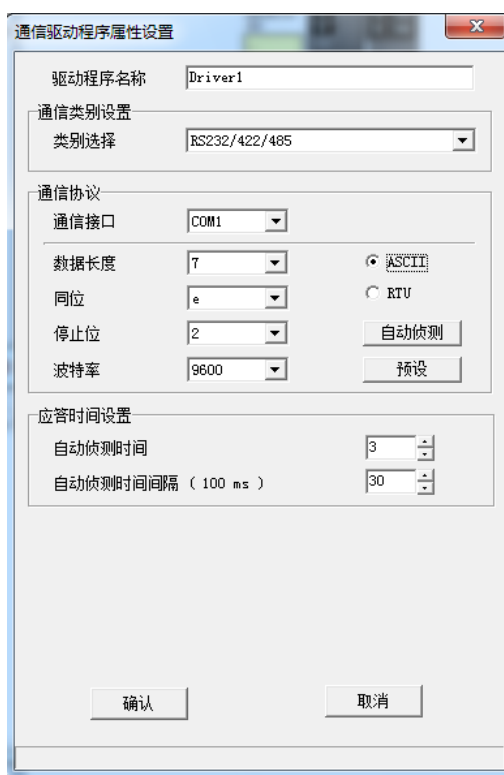 通信驱动程序属性设置
驱动程序名称 Driver1
通信类别设置
类别选择 RS232/422/485
通信协议
通信接口 COM1
数据长度 7 ASCII
同位 e RTU
停止位 2 自动侦测
波特率 9600 预设
应答时间设置
自动侦测时间 3
自动侦测时间间隔 ( 100 ms ) 30
确认 取消